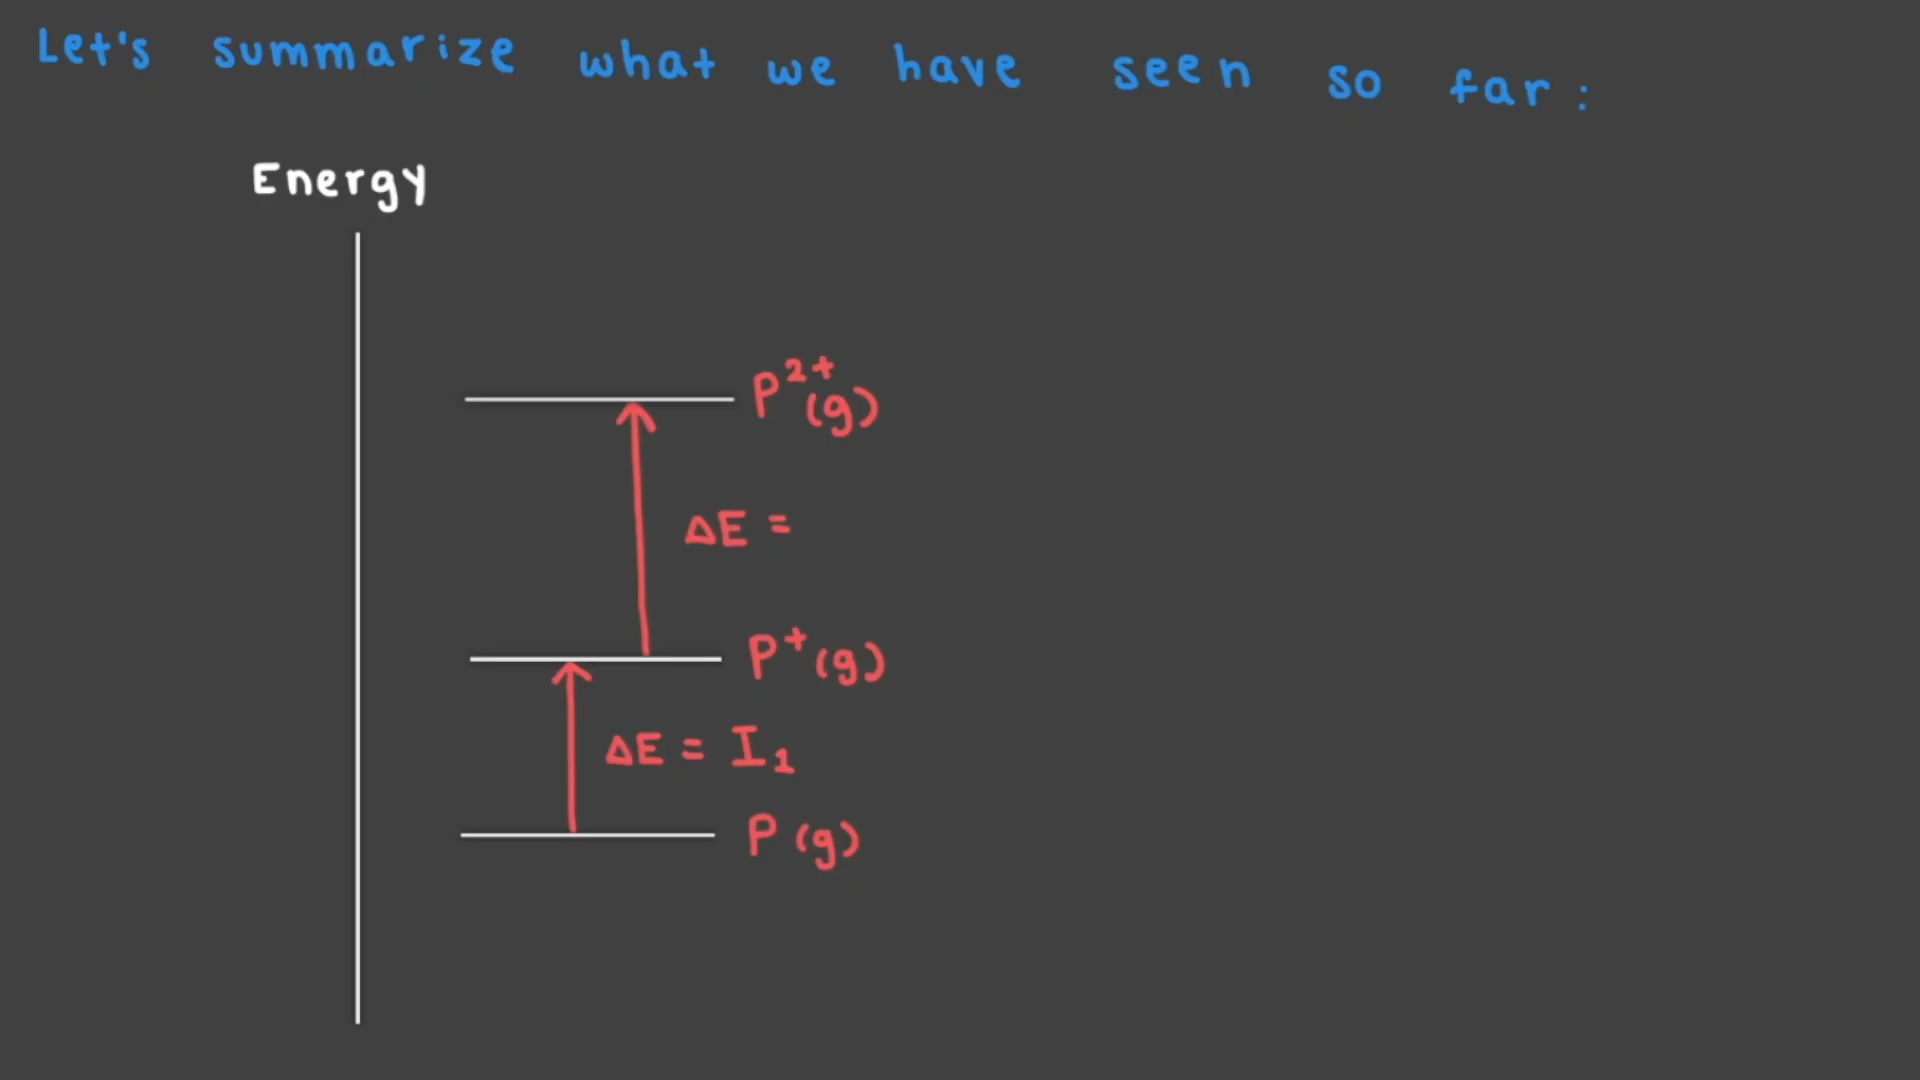 Let's summarize what we have seen so far:
Energy
P²⁺(g)
ΔE =
P⁺(g)
ΔE = I₁
P(g)